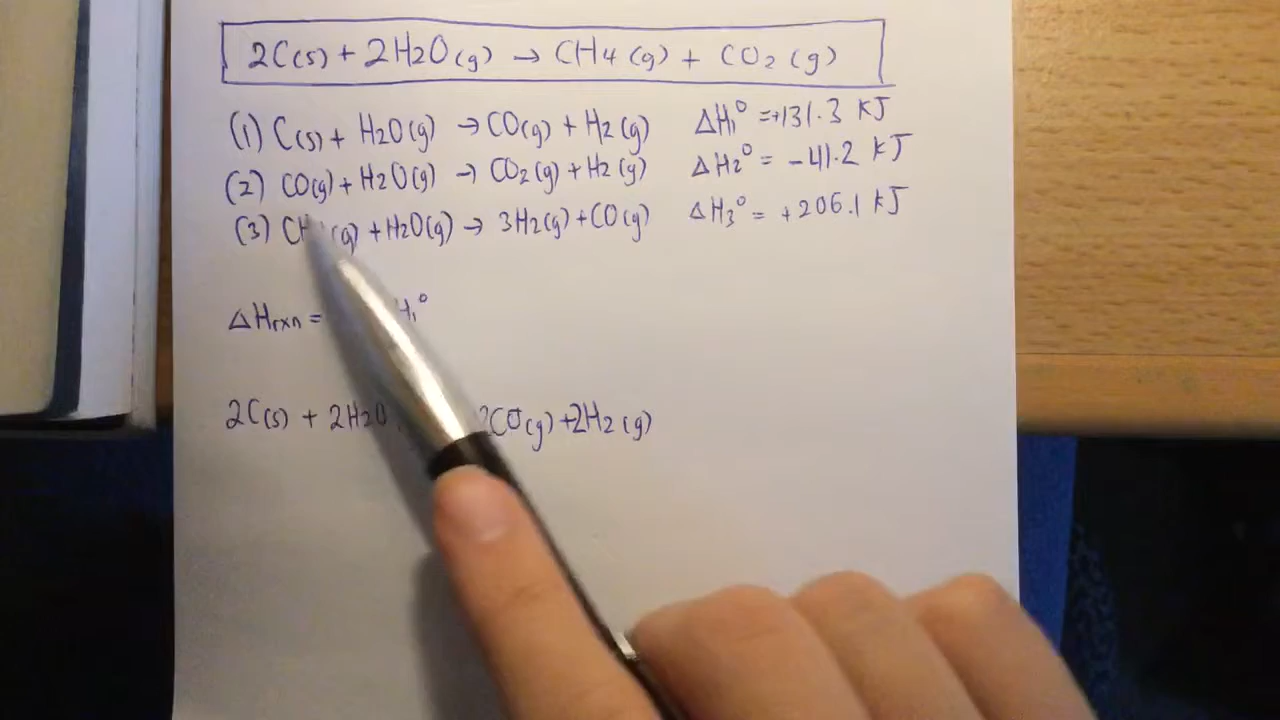 2C(s) + 2H2O(g) → CH4(g) + CO2(g)
(1) C(s) + H2O(g) → CO(g) + H2(g) ΔH1° = +131.3 kJ
(2) CO(g) + H2O(g) → CO2(g) + H2(g) ΔH2° = -41.2 kJ
(3) (g) + H2O(g) → 3H2(g) + CO(g) ΔH3° = +206.1 kJ
ΔHrxn = H1°
2C(s) + 2H2O 2CO(g) + 2H2(g)